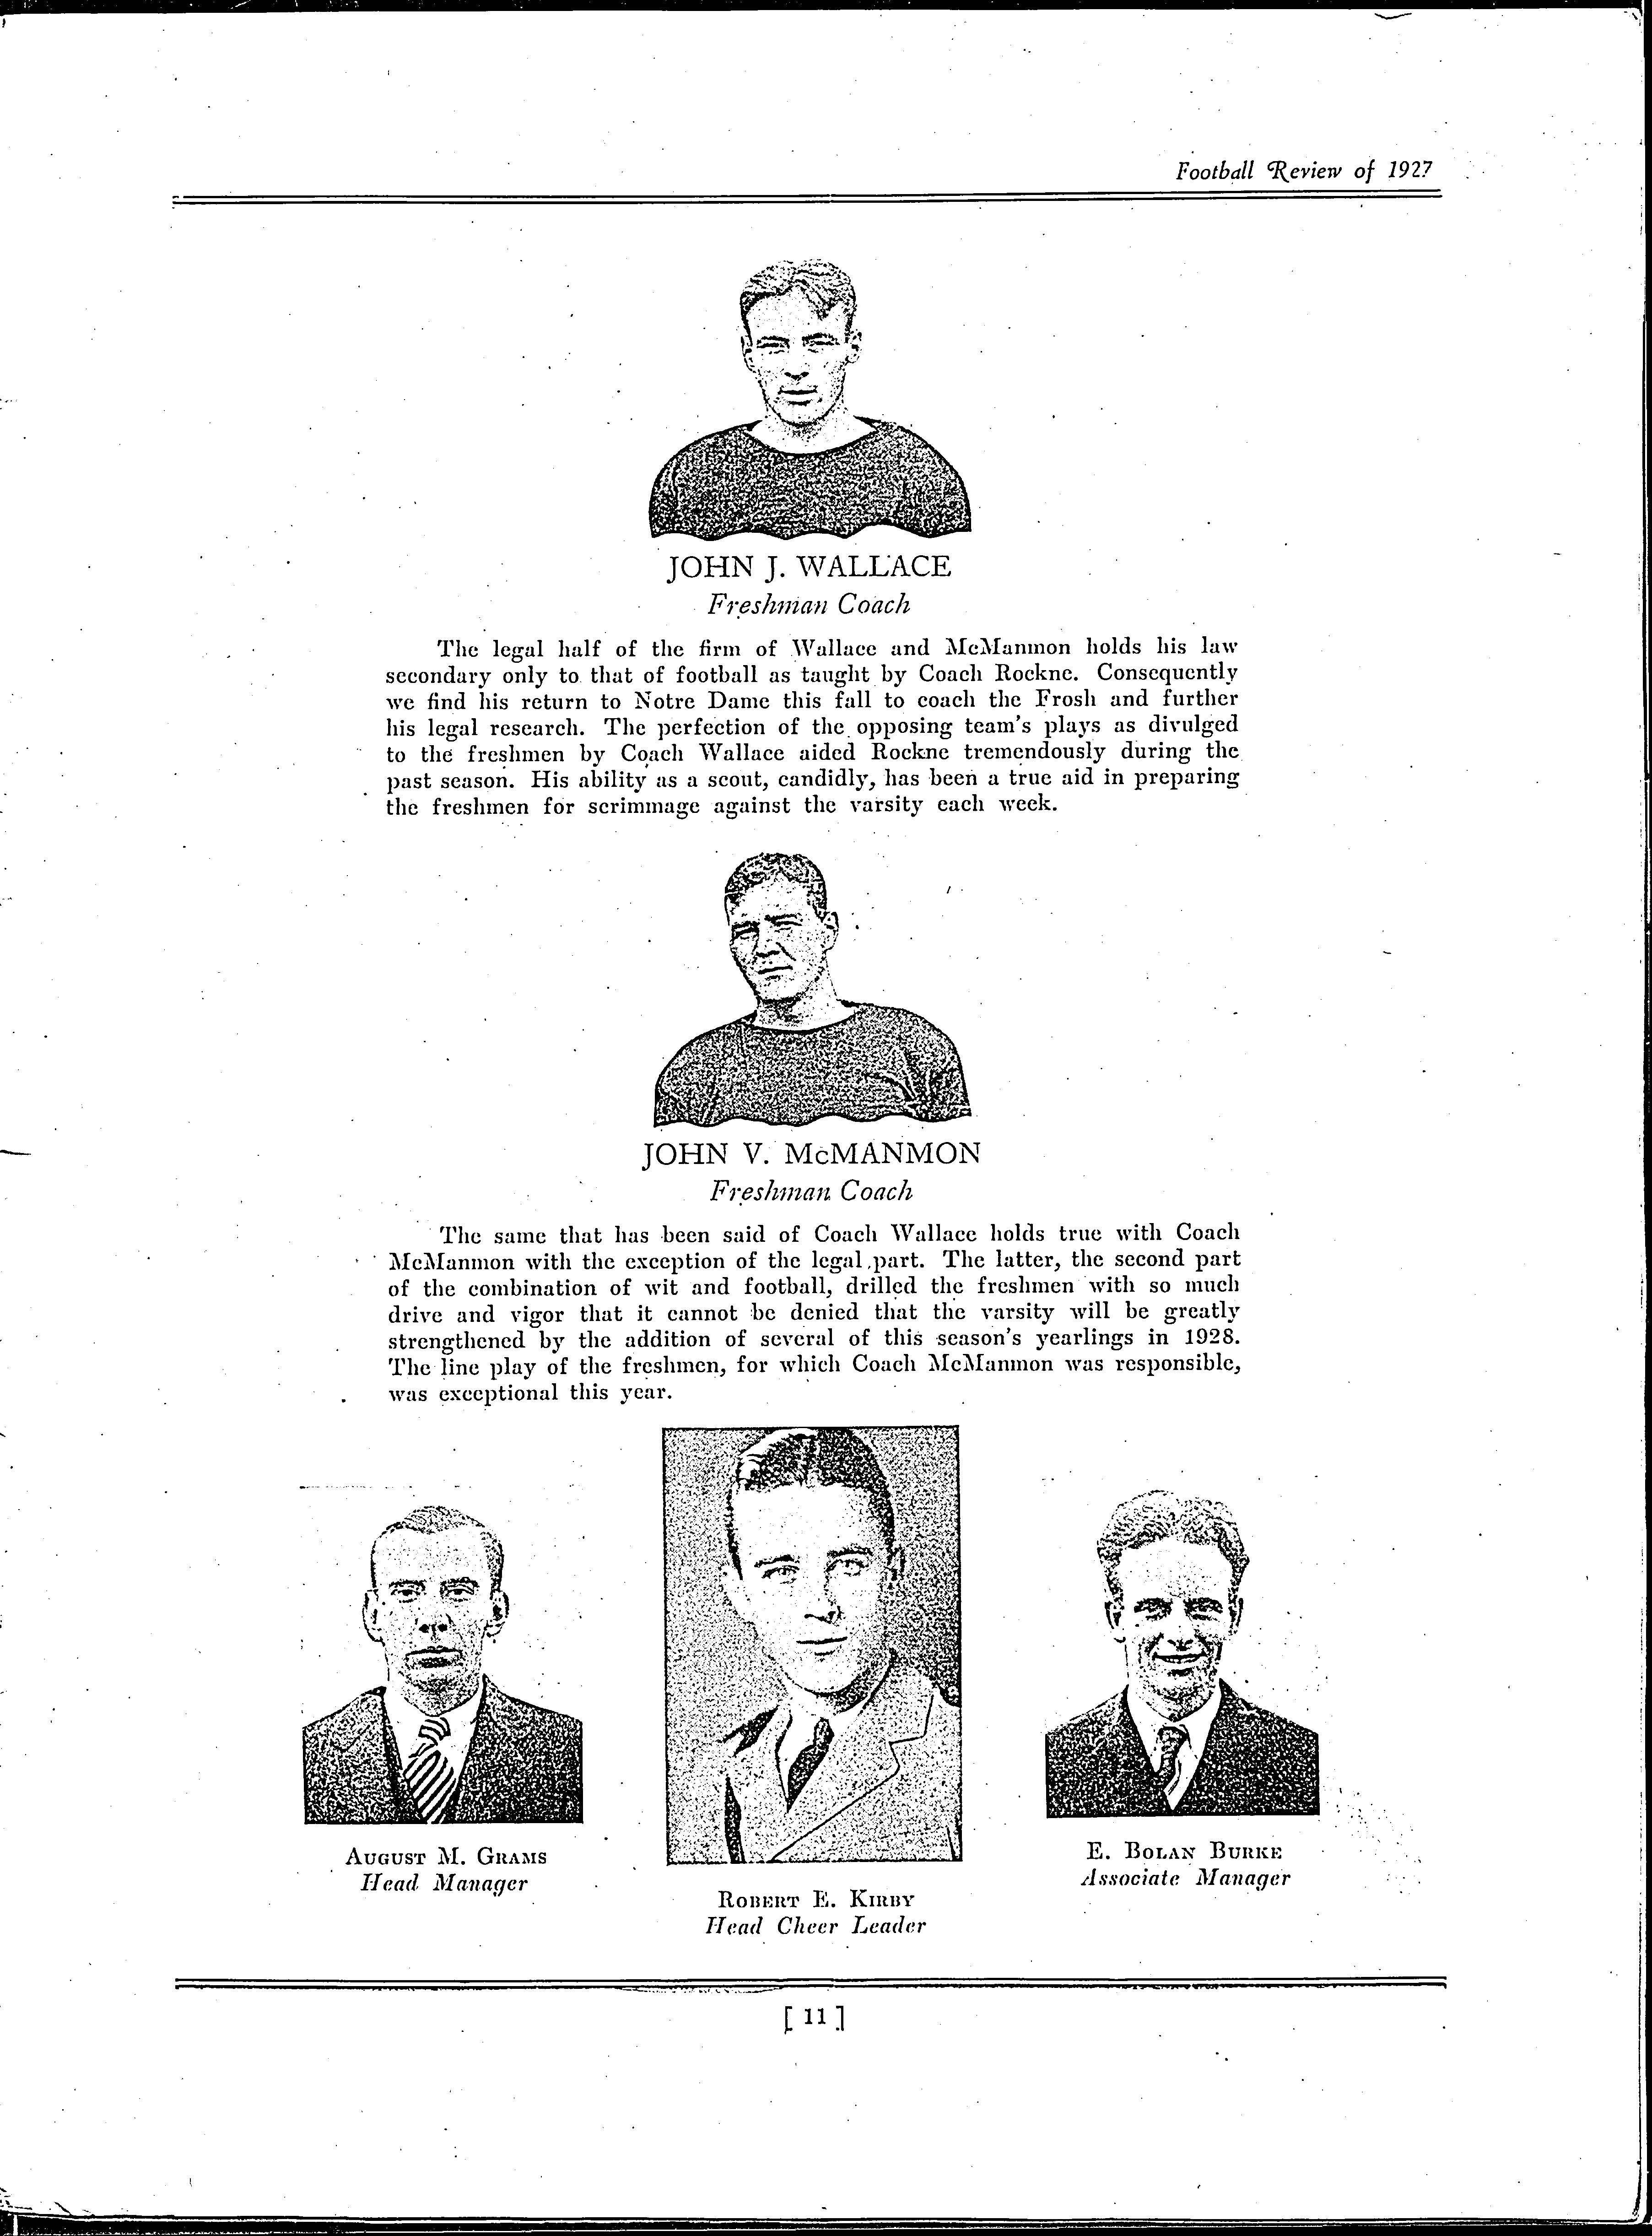 Football Review of 1927
JOHN J. WALLACE
Freshman Coach
The legal half of the firm of Wallace and McManmon holds his law
secondary only to that of football as taught by Coach Rockne. Consequently
we find his return to Notre Dame this fall to coach the Frosh and further
his legal research. The perfection of the opposing team's plays as divulged
to the freshmen by Coach Wallace aided Rockne tremendously during the
past season. His ability as a scout, candidly, has been a true aid in preparing
the freshmen for scrimmage against the varsity each week.
JOHN V. McMANMON
Freshman Coach
The same that has been said of Coach Wallace holds true with Coach
McManmon with the exception of the legal part. The latter, the second part
of the combination of wit and football, drilled the freshmen with so much
drive and vigor that it cannot be denied that the varsity will be greatly
strengthened by the addition of several of this season's yearlings in 1928.
The line play of the freshmen, for which Coach McManmon was responsible,
was exceptional this year.
AUGUST M. GRAMS
Head Manager
ROBERT E. KIRBY
Head Cheer Leader
E. BOLAN BURKE
Associate Manager
[ 11 ]